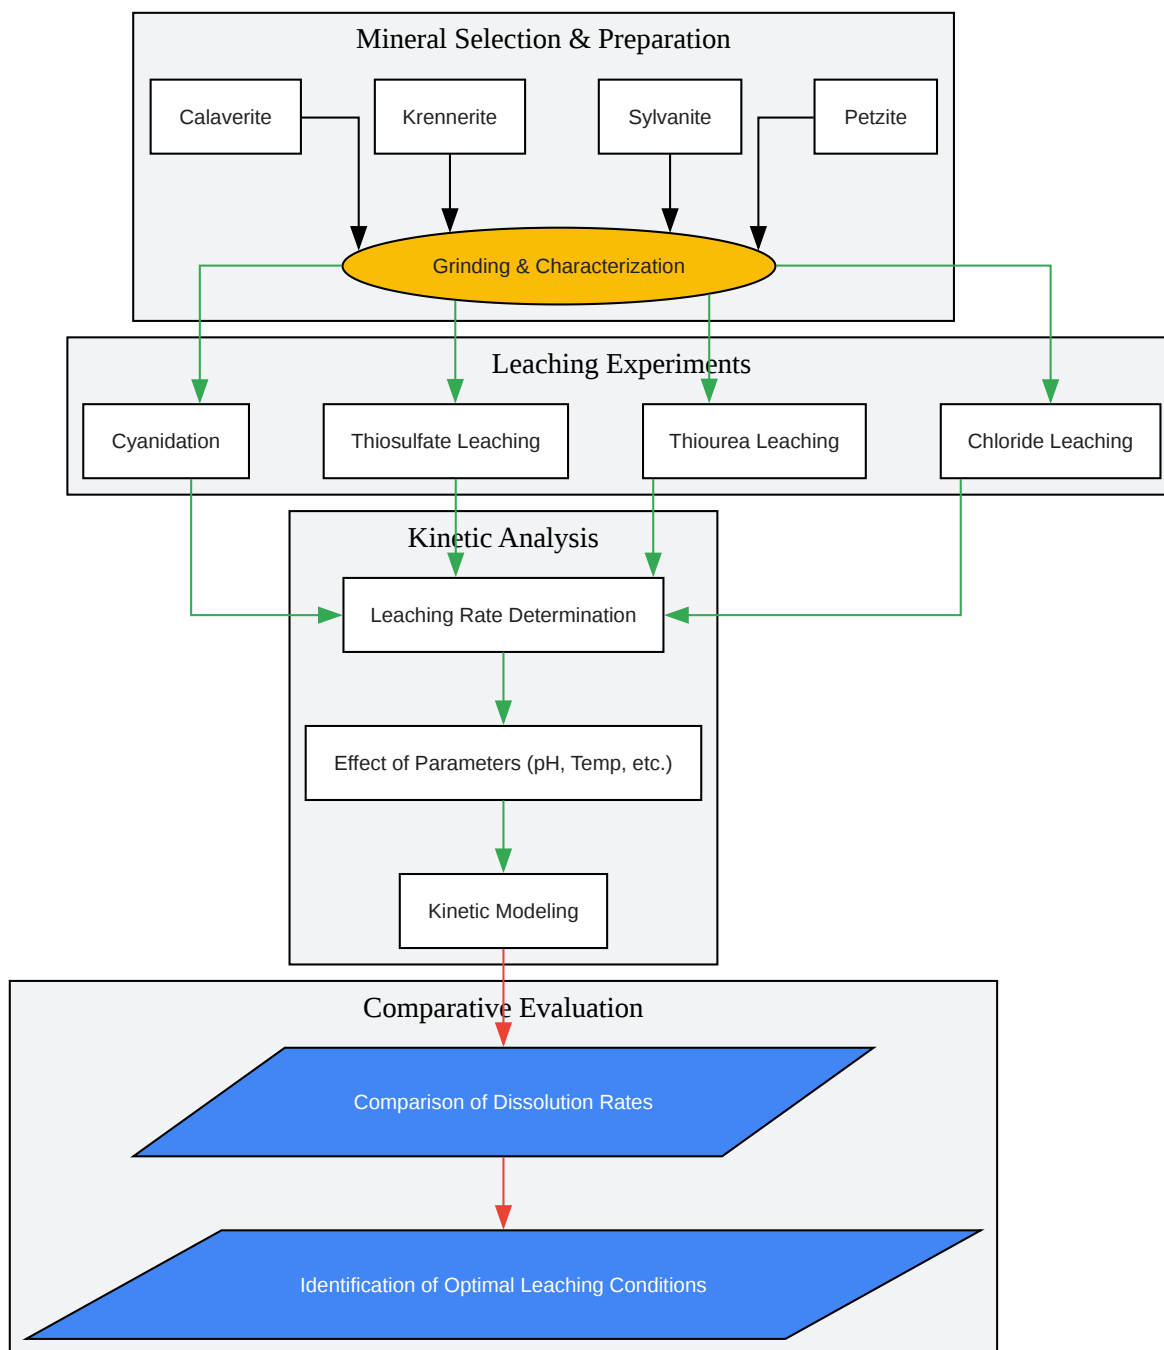 Mineral Selection & Preparation
Calaverite
Krennerite
Sylvanite
Petzite
Grinding & Characterization
Leaching Experiments
Cyanidation
Thiosulfate Leaching
Thiourea Leaching
Chloride Leaching
Kinetic Analysis
Leaching Rate Determination
Effect of Parameters (pH, Temp, etc.)
Kinetic Modeling
Comparative Evaluation
Comparison of Dissolution Rates
Identification of Optimal Leaching Conditions